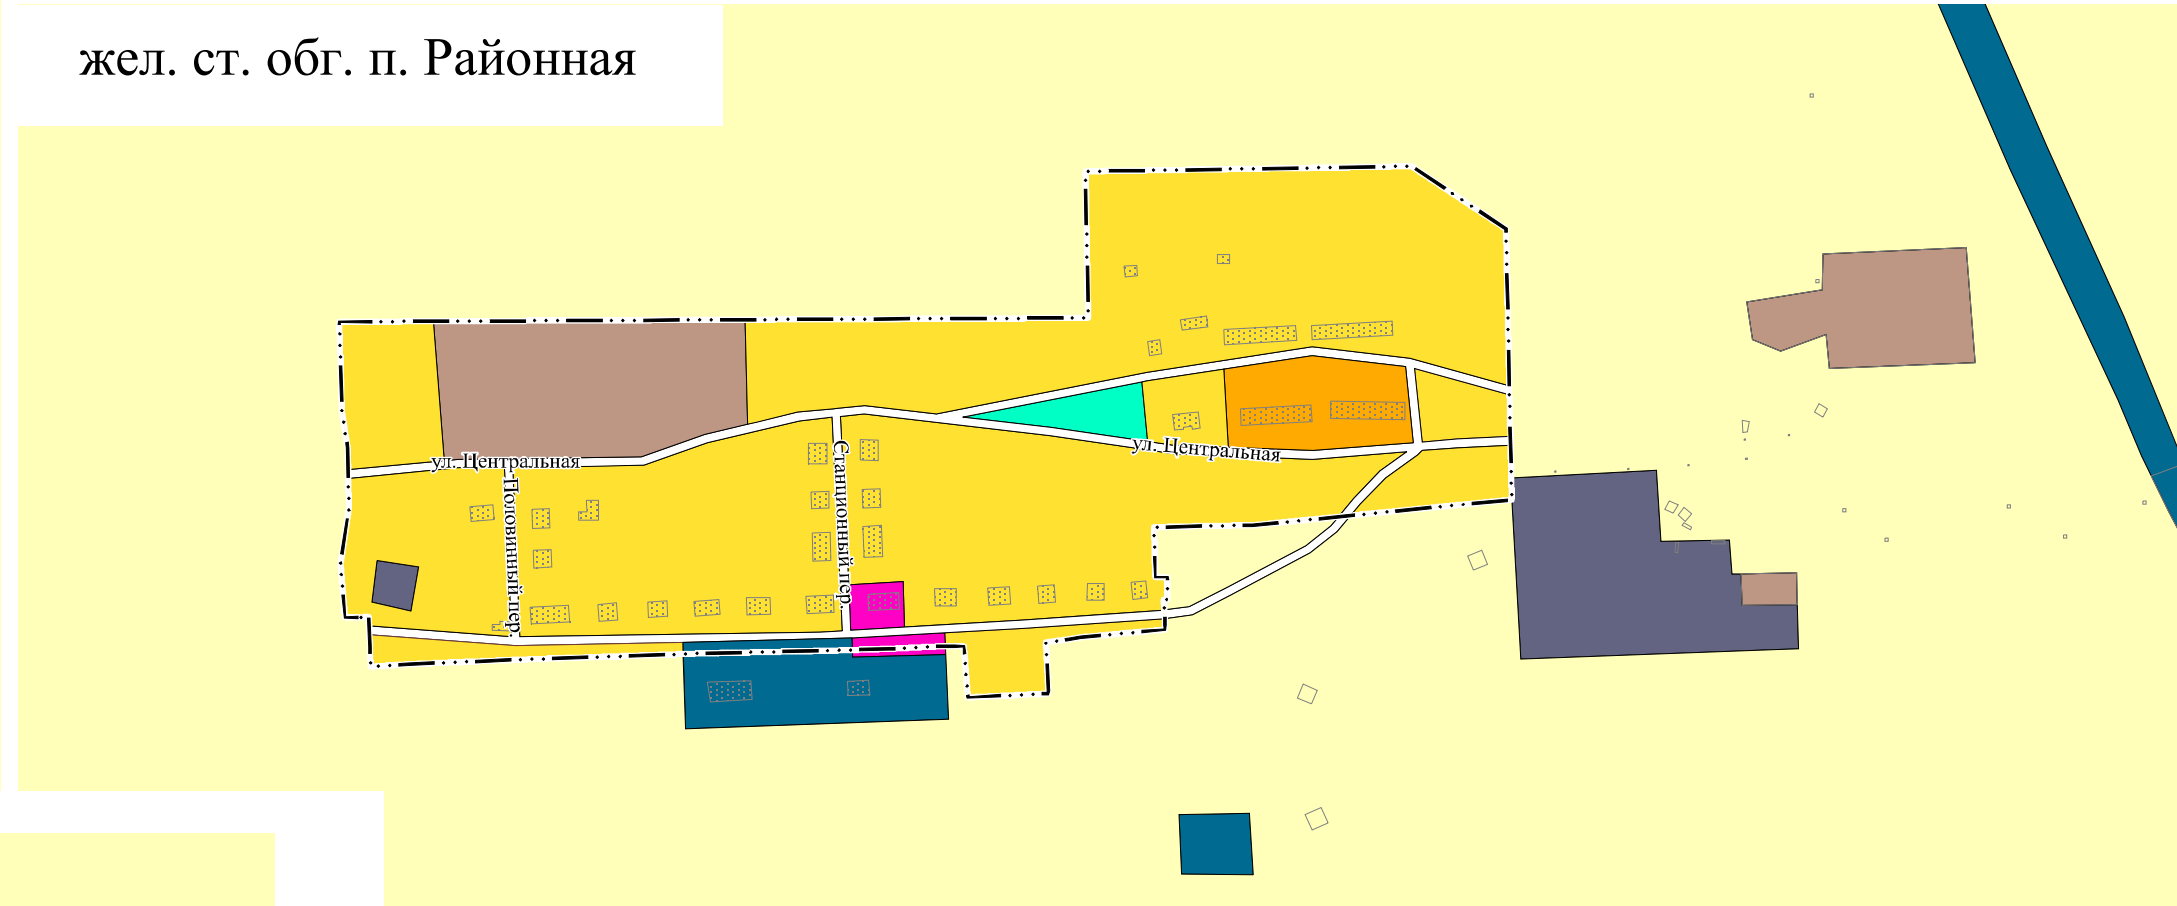 жел. ст. обг. п. Районная
ул. Центральная
ул. Центральная
Половинный пер
Станционный пер.